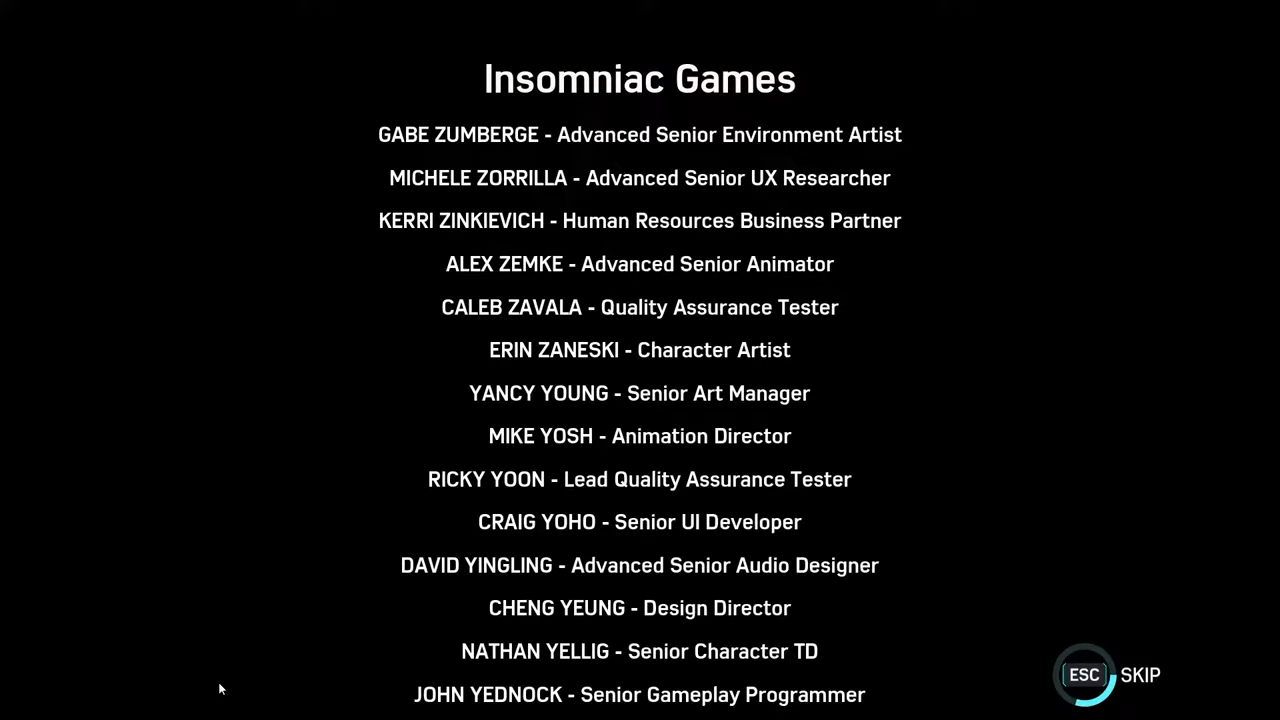 Insomniac Games
GABE ZUMBERGE - Advanced Senior Environment Artist
MICHELE ZORRILLA - Advanced Senior UX Researcher
KERRI ZINKIEVICH - Human Resources Business Partner
ALEX ZEMKE - Advanced Senior Animator
CALEB ZAVALA - Quality Assurance Tester
ERIN ZANESKI - Character Artist
YANCY YOUNG - Senior Art Manager
MIKE YOSH - Animation Director
RICKY YOON - Lead Quality Assurance Tester
CRAIG YOHO - Senior UI Developer
DAVID YINGLING - Advanced Senior Audio Designer
CHENG YEUNG - Design Director
NATHAN YELLIG - Senior Character TD
ESC SKIP
JOHN YEDNOCK - Senior Gameplay Programmer